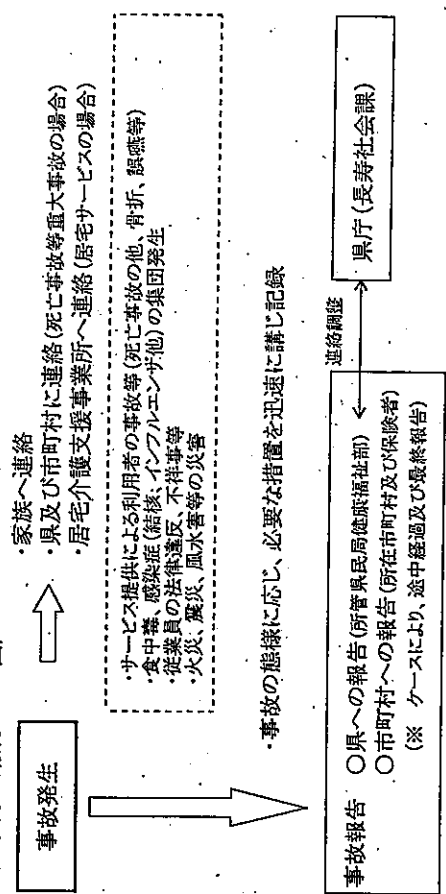 事故発生
・家族へ連絡
・県及び市町村に連絡(死亡事故等重大事故の場合)
・居宅介護支援事業所へ連絡(居宅サービスの場合)
・サービス提供による利用者の事故等(死亡事故の他、骨折、誤嚥等)
・食中毒、感染症(結核、インフルエンザ他)の集団発生
・従業員の法律違反、不祥事等
・火災、震災、風水害等の災害
・事故の態様に応じ、必要な措置を迅速に講じ記録
事故報告 ○県への報告(所管県民局健康福祉部)
○市町村への報告(所在市町村及び保険者)
(※ ケースにより、途中経過及び最終報告)
連絡調整
県庁(長寿社会課)